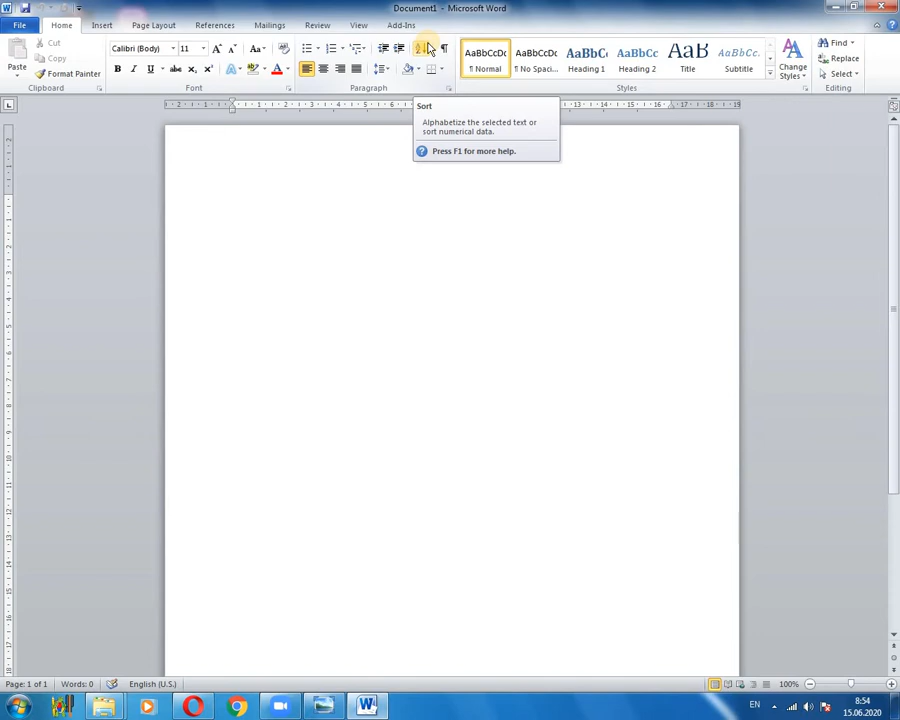 Document1 - Microsoft Word
File Home Insert Page Layout References Mailings Review View Add-Ins
Paste
Cut
Copy
Format Painter
Clipboard
Calibri (Body) 11
Font
Paragraph
AaBbCcDc
¶ Normal
AaBbCcDc
¶ No Spaci...
AaBbC
Heading 1
AaBbCc
Heading 2
AaB
Title
AaBbCc.
Subtitle
Change
Styles
Styles
Find
Replace
Select
Editing
Sort
Alphabetize the selected text or
sort numerical data.
Press F1 for more help.
Page: 1 of 1 Words: 0 English (U.S.) 100%
EN 8:54
15.06.2020